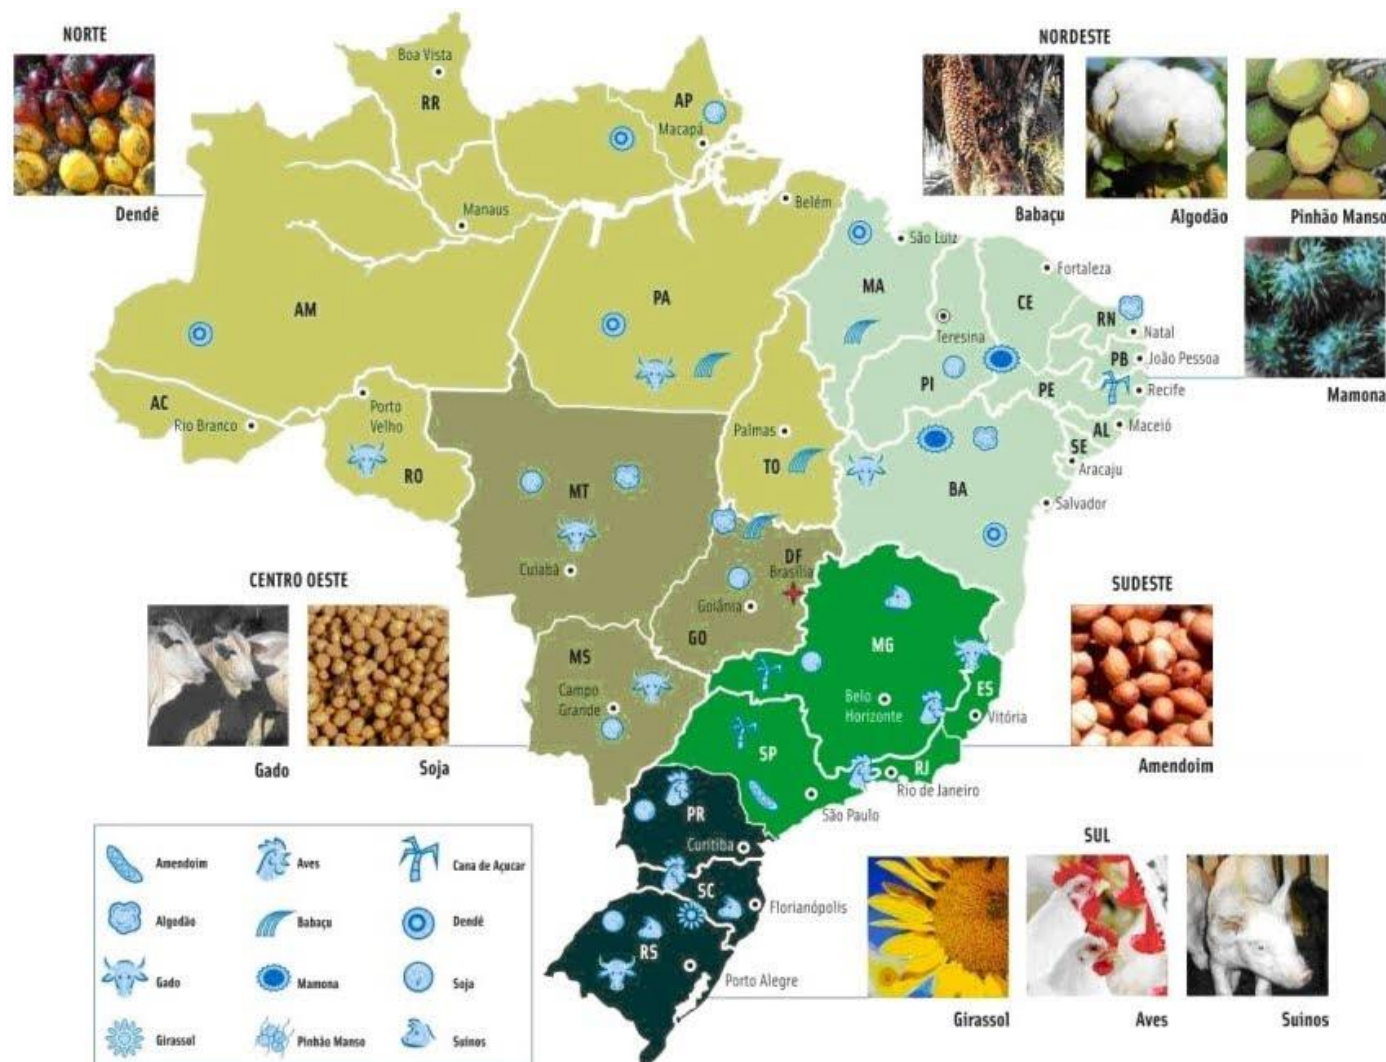 NORTE
Dendê
NORDESTE
Babaçu
Algodão
Pinhão Manso
Mamona
Boa Vista
RR
AP
Macapá
Manaus
Belém
AM
PA
São Luiz
MA
Fortaleza
CE
Teresina
RN
Natal
PB
João Pessoa
PI
PE
Recife
AC
Rio Branco
Porto
Velho
RO
Palmas
TO
AL
Maceió
SE
Aracaju
BA
Salvador
MT
Cuiabá
DF
Brasília
Goiânia
GO
CENTRO OESTE
Gado
Soja
SUDESTE
Amendoim
MS
Campo
Grande
MG
Belo
Horizonte
ES
Vitória
SP
RJ
Rio de Janeiro
São Paulo
PR
Curitiba
SC
Florianópolis
RS
Porto Alegre
SUL
Girassol
Aves
Suinos
Amendoim
Aves
Cana de Açucar
Algodão
Babaçu
Dendê
Gado
Mamona
Soja
Girassol
Pinhão Manso
Suínos